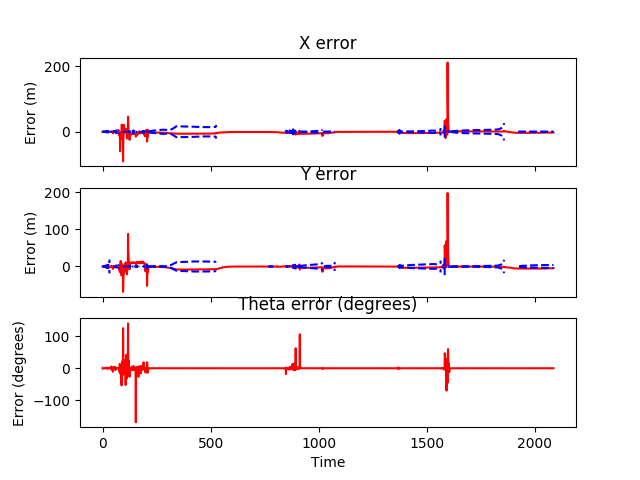 X error
200
0
Error (m)
Y error
200
100
0
Error (m)
Theta error (degrees)
100
0
−100
Error (degrees)
0 500 1000 1500 2000
Time